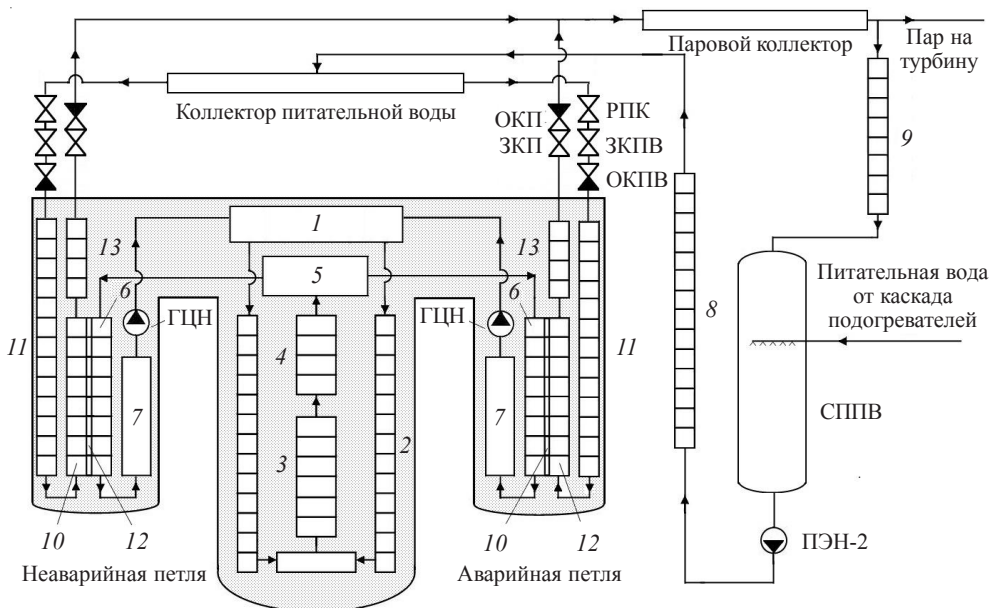 Паровой коллектор
Пар на
турбину
Коллектор питательной воды
ОКП
РПК
ЗКП
ЗКПВ
ОКПВ
9
1
13
13
5
6
6
Питательная вода
от каскада
подогревателей
8
ГЦН
ГЦН
11
11
4
7
7
2
СППВ
3
10
12
10
12
ПЭН-2
Неаварийная петля
Аварийная петля